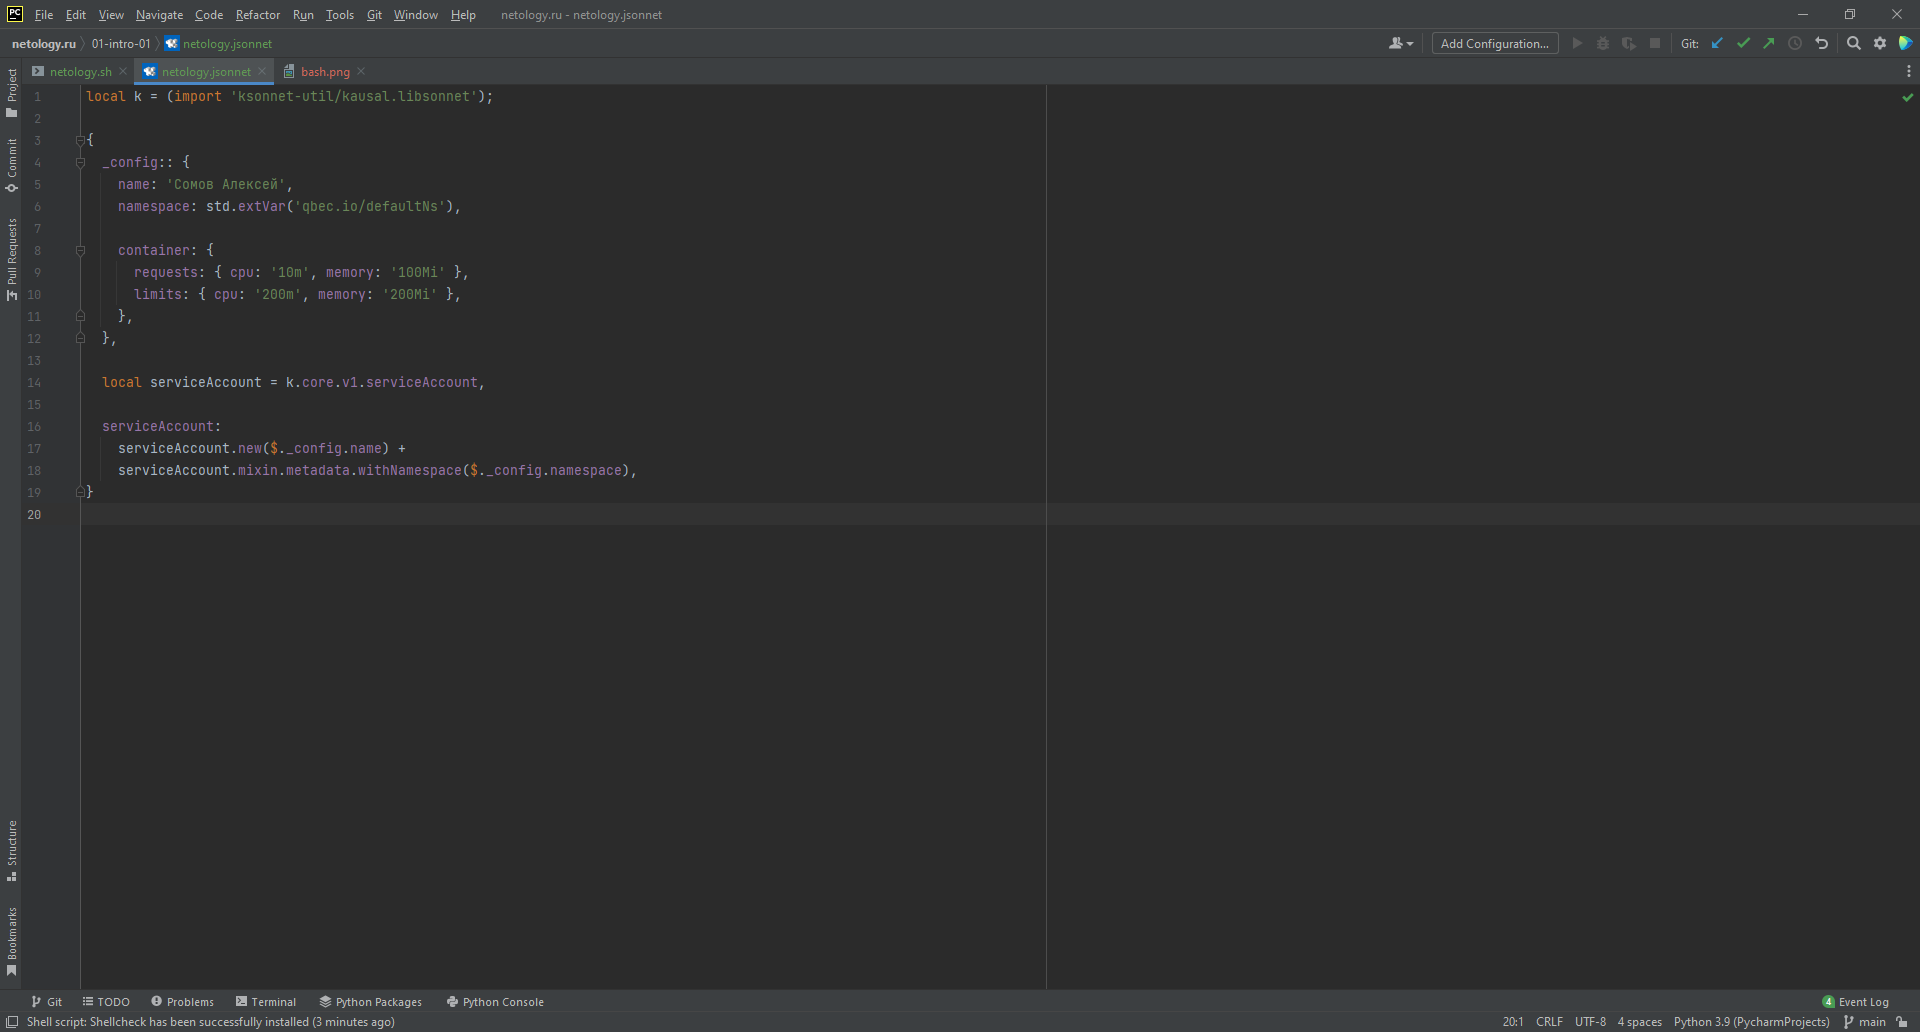 PC File Edit View Navigate Code Refactor Run Tools Git Window Help netology.ru - netology.jsonnet
netology.ru 01-intro-01 netology.jsonnet Add Configuration... Git:
netology.sh netology.jsonnet bash.png
Project
Commit
Pull Requests
Structure
Bookmarks
1 local k = (import 'ksonnet-util/kausal.libsonnet');
2
3 {
4 _config:: {
5 name: 'Сомов Алексей',
6 namespace: std.extVar('qbec.io/defaultNs'),
7
8 container: {
9 requests: { cpu: '10m', memory: '100Mi' },
10 limits: { cpu: '200m', memory: '200Mi' },
11 },
12 },
13
14 local serviceAccount = k.core.v1.serviceAccount,
15
16 serviceAccount:
17 serviceAccount.new($._config.name) +
18 serviceAccount.mixin.metadata.withNamespace($._config.namespace),
19 }
20
Git TODO Problems Terminal Python Packages Python Console 4 Event Log
Shell script: Shellcheck has been successfully installed (3 minutes ago) 20:1 CRLF UTF-8 4 spaces Python 3.9 (PycharmProjects) main